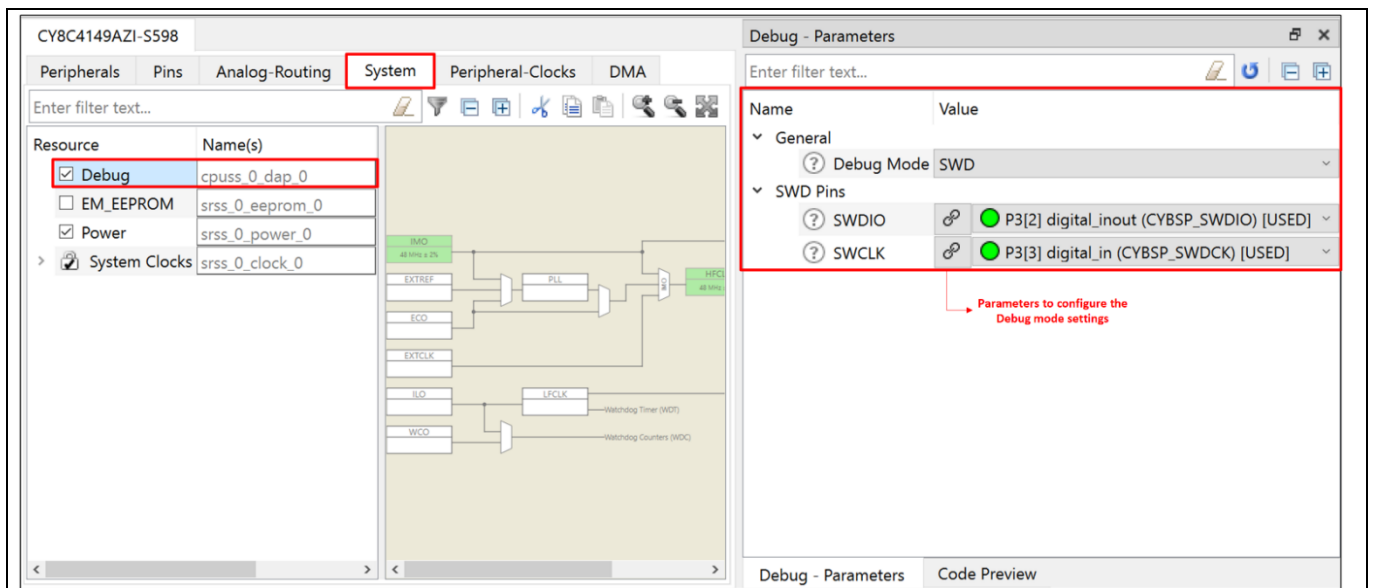 CY8C4149AZI-S598
Peripherals Pins Analog-Routing System Peripheral-Clocks DMA
Enter filter text...
Resource Name(s)
Debug cpuss_0_dap_0
EM_EEPROM srss_0_eeprom_0
Power srss_0_power_0
System Clocks srss_0_clock_0
IMO
48 MHz ± 2%
EXTREF
PLL
HFCL
48 MHz
ECO
EXTCLK
ILO
LFCLK
Watchdog Timer (WDT)
WCO
Watchdog Counters (WDC)
Debug - Parameters
Enter filter text...
Name Value
General
? Debug Mode SWD
SWD Pins
? SWDIO P3[2] digital_inout (CYBSP_SWDIO) [USED]
? SWCLK P3[3] digital_in (CYBSP_SWDCK) [USED]
Parameters to configure the
Debug mode settings
Debug - Parameters Code Preview